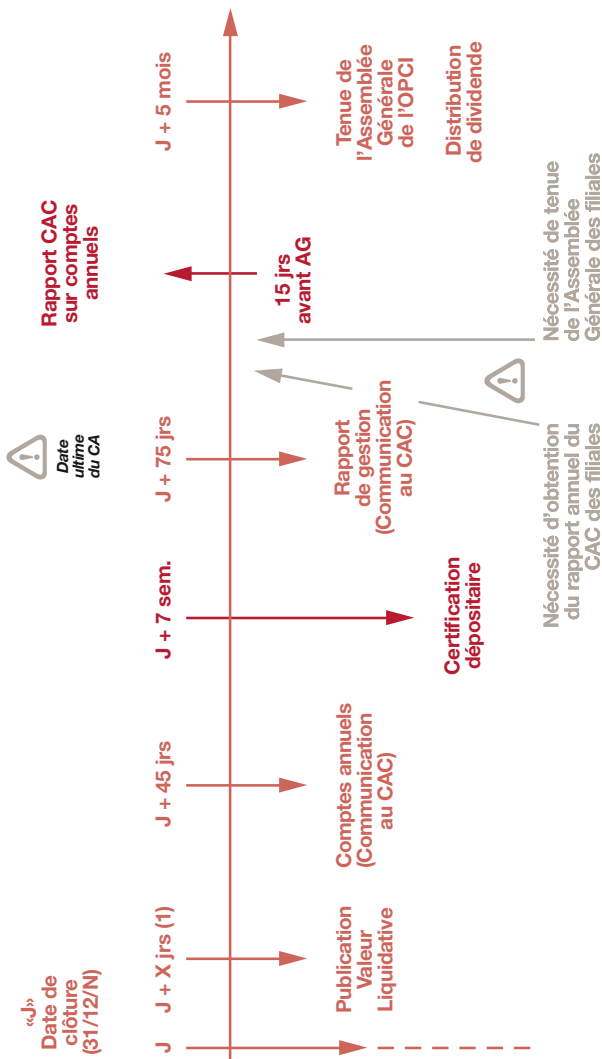 «J»
Date de
clôture
(31/12/N)
J
J + X jrs (1)
Publication
Valeur
Liquidative
J + 45 jrs
Comptes annuels
(Communication
au CAC)
J + 7 sem.
Certification
dépositaire
Date
ultime
du CA
J + 75 jrs
Rapport
de gestion
(Communication
au CAC)
Nécessité d'obtention
du rapport annuel du
CAC des filiales
Rapport CAC
sur comptes
annuels
15 jrs
avant AG
Nécessité de tenue
de l'Assemblée
Générale des filiales
J + 5 mois
Tenue de
l'Assemblée
Générale
de l'OPCI
Distribution
de dividende